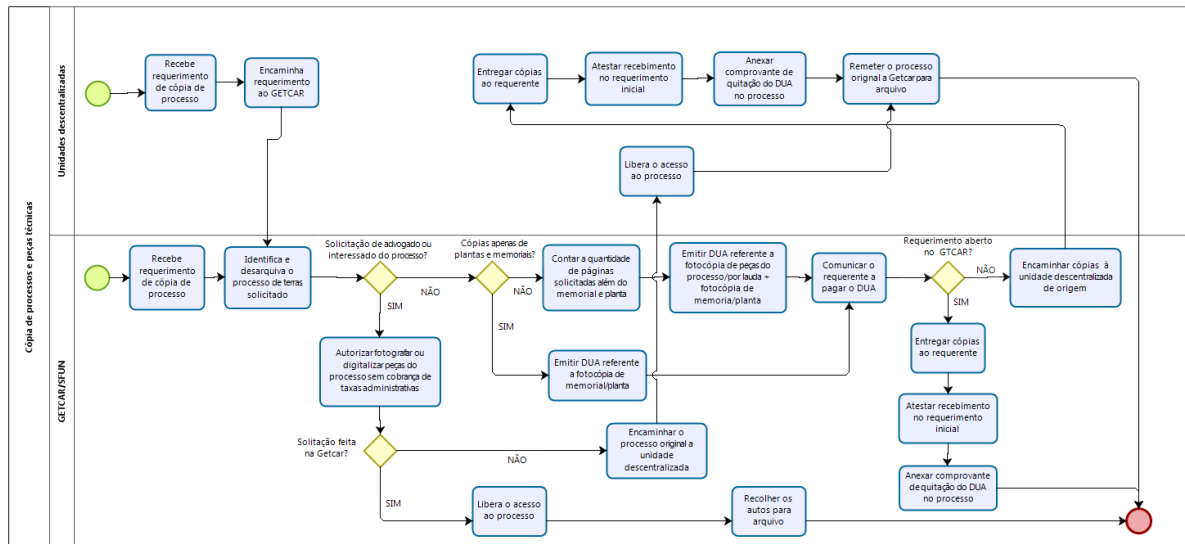 Cópia de processos e peças técnicas
Unidades descentralizadas
Recebe
requerimento
de cópia de
processo
Encaminha
requerimento
ao GETCAR
Entregar cópias
ao requerente
Atestar recebimento
no requerimento
inicial
Anexar
comprovante de
quitação do DUA
no processo
Remeter o processo
orignal a Getcar para
arquivo
Libera o acesso
ao processo
GETCAR/SFUN
Recebe
requerimento
de cópia de
processo
Identifica e
desarquiva o
processo de terras
solicitado
Solicitação de advogado ou
interessado do processo?
NÃO
SIM
Cópias apenas de
plantas e memoriais?
NÃO
SIM
Contar a quantidade
de páginas
solicitadas além do
memorial e planta
Emitir DUA referente
a fotocópia de peças do
processo/por lauda +
fotocópia de
memoria/planta
Comunicar o
requerente a
pagar o DUA
Requerimento aberto
no GTCAR?
NÃO
SIM
Encaminhar cópias à
unidade descentralizada
de origem
Autorizar fotografar ou
digitalizar peças do
processo sem cobrança de
taxas administrativas
Emitir DUA referente
a fotocópia de
memorial/planta
Entregar cópias
ao requerente
Atestar recebimento
no requerimento
inicial
Anexar comprovante
de quitação do DUA
no processo
Solitação feita
na Getcar?
NÃO
SIM
Encaminhar o
processo original a
unidade
descentralizada
Libera o acesso
ao processo
Recolher os
autos para
arquivo